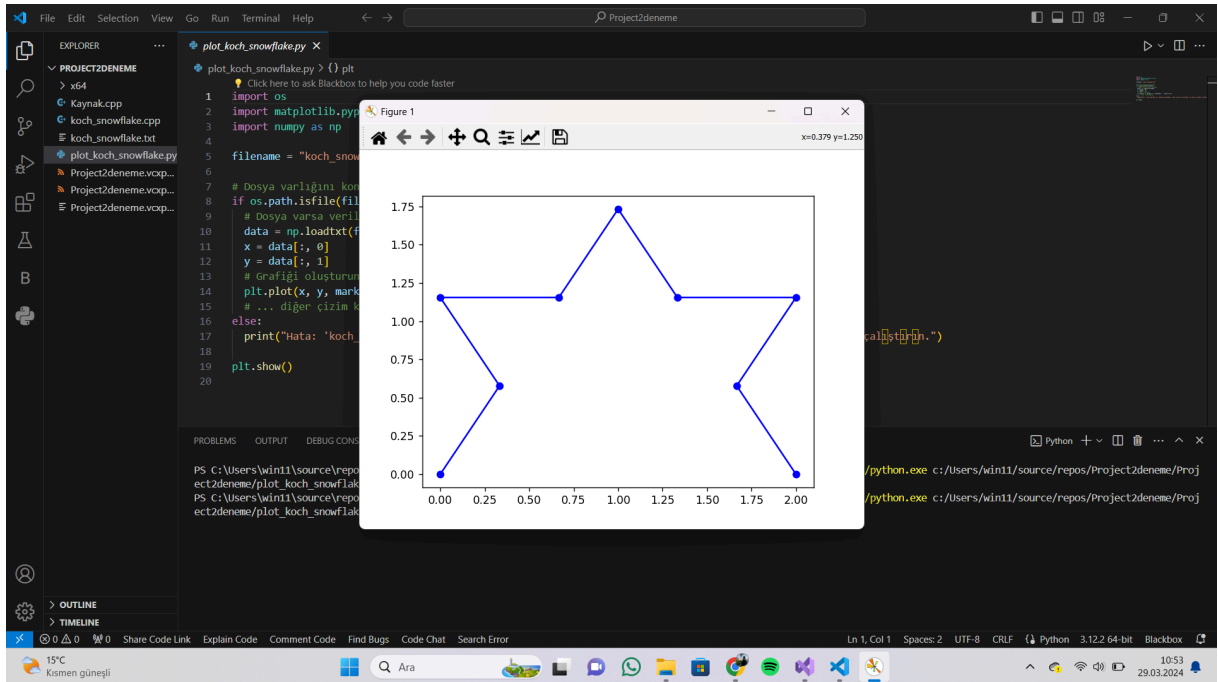 File Edit Selection View Go Run Terminal Help
Project2deneme
EXPLORER
plot_koch_snowflake.py
PROJECT2DENEME
x64
Kaynak.cpp
koch_snowflake.cpp
koch_snowflake.txt
plot_koch_snowflake.py
Project2deneme.vcxp...
Project2deneme.vcxp...
Project2deneme.vcxp...
OUTLINE
TIMELINE
plot_koch_snowflake.py > {} plt
Click here to ask Blackbox to help you code faster
1 import os
2 import matplotlib.pyp
3 import numpy as np
4
5 filename = "koch_snow
6
7 # Dosya varlığını kon
8 if os.path.isfile(fil
9 # Dosya varsa veril
10 data = np.loadtxt(f
11 x = data[:, 0]
12 y = data[:, 1]
13 # Grafiği oluşturun
14 plt.plot(x, y, mark
15 # ... diğer çizim k
16 else:
17 print("Hata: 'koch_ çalıştırın.")
18
19 plt.show()
20
Figure 1
x=0.379 y=1.250
1.75
1.50
1.25
1.00
0.75
0.50
0.25
0.00
0.00 0.25 0.50 0.75 1.00 1.25 1.50 1.75 2.00
PROBLEMS OUTPUT DEBUG CONS
Python
PS C:\Users\win11\source\repo /python.exe c:/Users/win11/source/repos/Project2deneme/Proj
ect2deneme/plot_koch_snowflak
PS C:\Users\win11\source\repo /python.exe c:/Users/win11/source/repos/Project2deneme/Proj
ect2deneme/plot_koch_snowflak
0 0 0 Share Code Link Explain Code Comment Code Find Bugs Code Chat Search Error Ln 1, Col 1 Spaces: 2 UTF-8 CRLF Python 3.12.2 64-bit Blackbox
15°C
Kısmen güneşli
Ara
10:53
29.03.2024